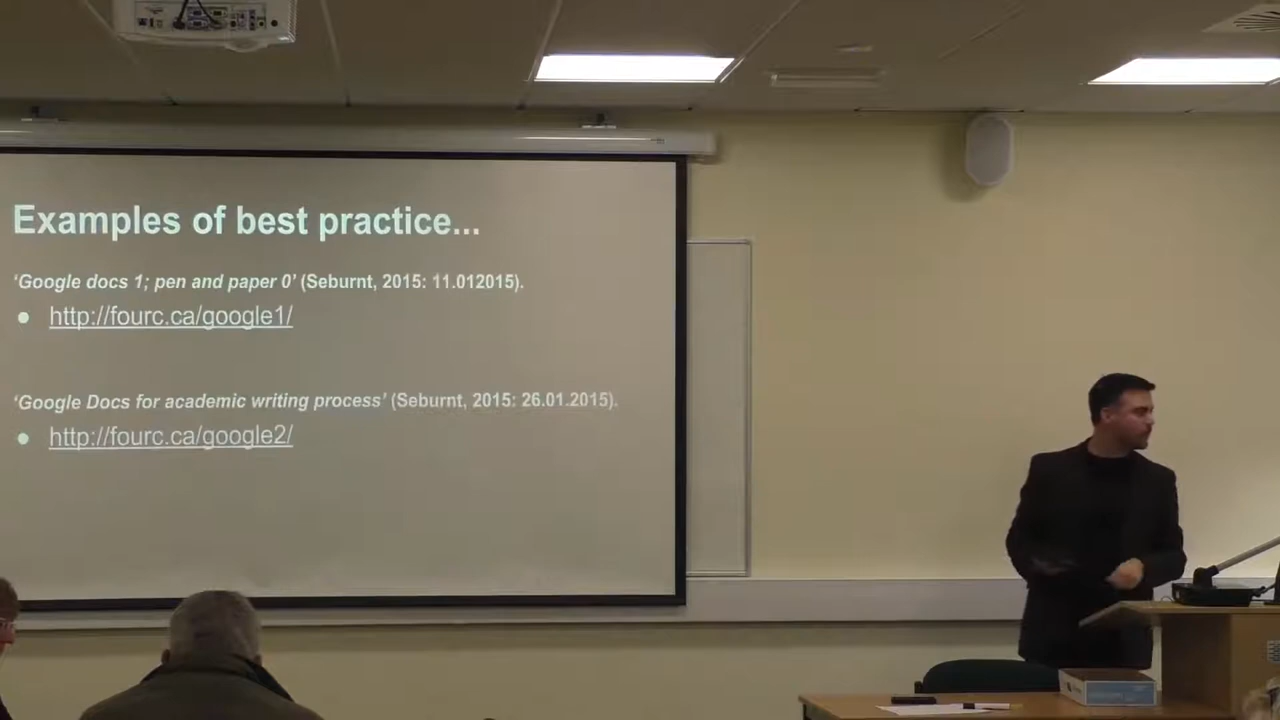 Examples of best practice...
‘Google docs 1; pen and paper 0’ (Seburnt, 2015: 11.012015).
● http://fourc.ca/google1/
‘Google Docs for academic writing process’ (Seburnt, 2015: 26.01.2015).
● http://fourc.ca/google2/